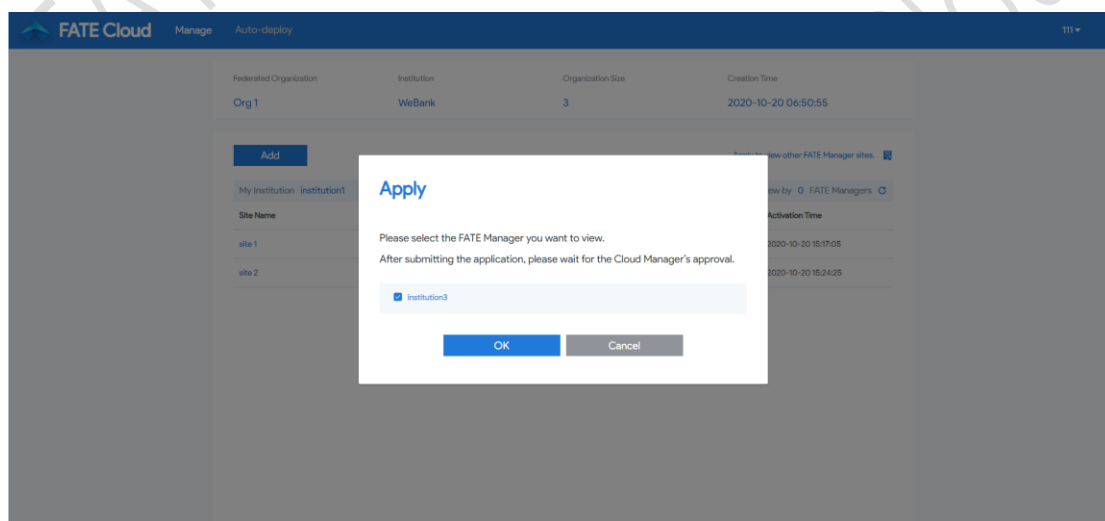 FATE Cloud Manage Auto-deploy 111
Federated Organization Institution Organization Size Creation Time
Org 1 WeBank 3 2020-10-20 06:50:55
Add
view other FATE Manager sites.
My Institution institution1
by 0 FATE Managers
Site Name
Activation Time
site 1
2020-10-20 15:17:05
site 2
2020-10-20 15:24:25
Apply
Please select the FATE Manager you want to view.
After submitting the application, please wait for the Cloud Manager's approval.
institution3
OK Cancel